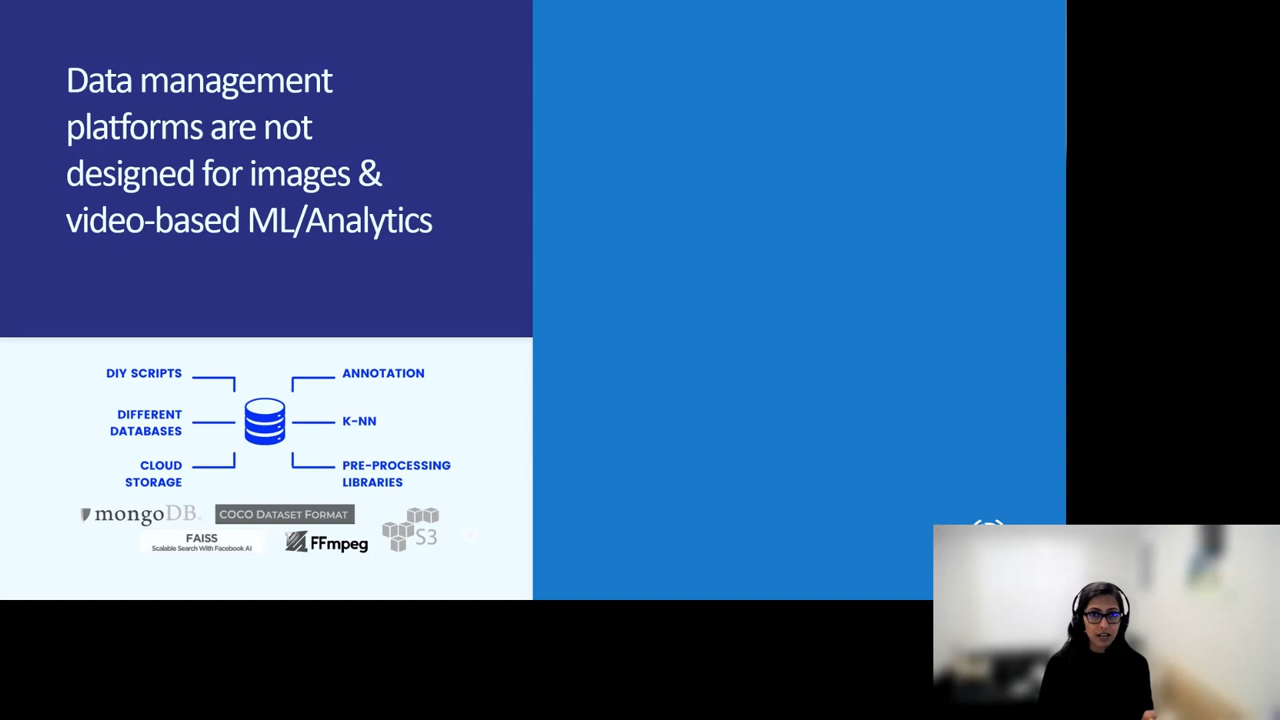 Data management
platforms are not
designed for images &
video-based ML/Analytics
DIY SCRIPTS
ANNOTATION
DIFFERENT
DATABASES
K-NN
CLOUD
STORAGE
PRE-PROCESSING
LIBRARIES
mongoDB.
COCO DATASET FORMAT
S3
FAISS
Scalable Search With Facebook AI
FFmpeg